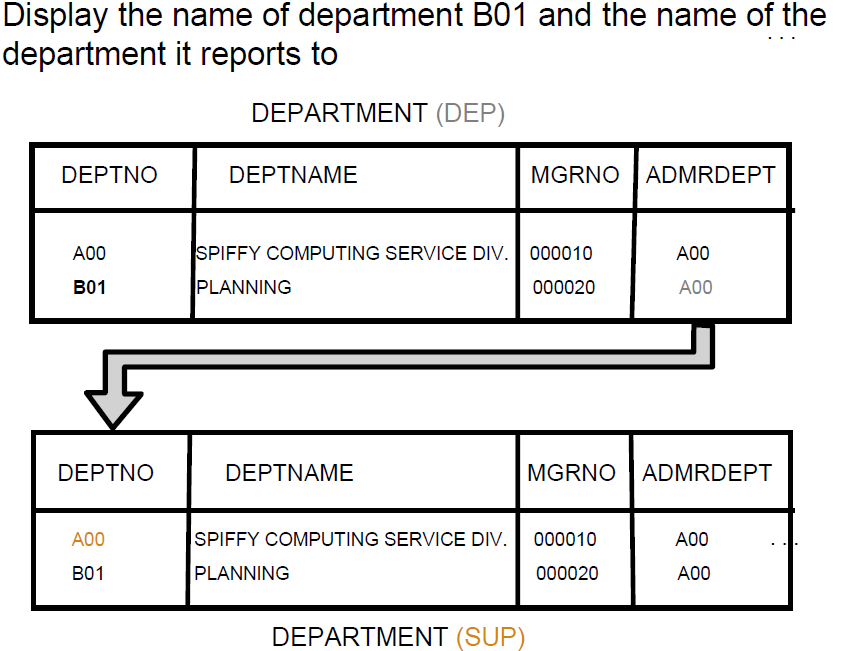 Display the name of department B01 and the name of the
. . .
department it reports to
DEPARTMENT (DEP)
DEPTNO DEPTNAME MGRNO ADMRDEPT
A00 SPIFFY COMPUTING SERVICE DIV. 000010 A00
B01 PLANNING 000020 A00
DEPTNO DEPTNAME MGRNO ADMRDEPT
A00 SPIFFY COMPUTING SERVICE DIV. 000010 A00 . . .
B01 PLANNING 000020 A00
DEPARTMENT (SUP)